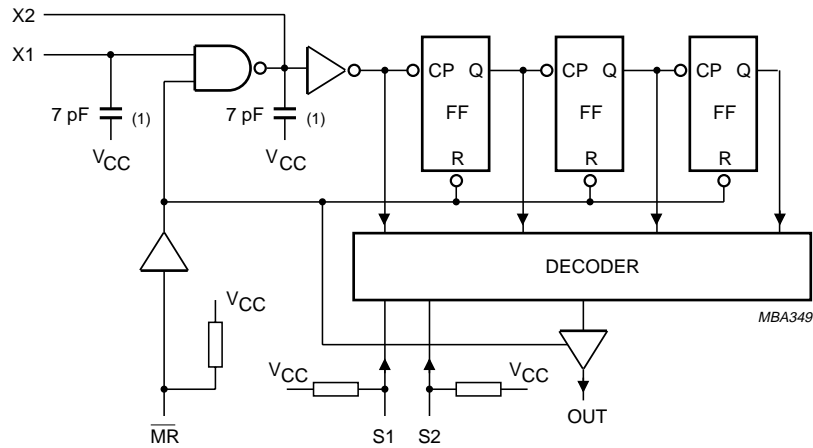 X2
X1
7 pF (1)
VCC
7 pF (1)
VCC
CP Q
FF
R
CP Q
FF
R
CP Q
FF
R
DECODER
MBA349
VCC
VCC
VCC
MR
S1
S2
OUT